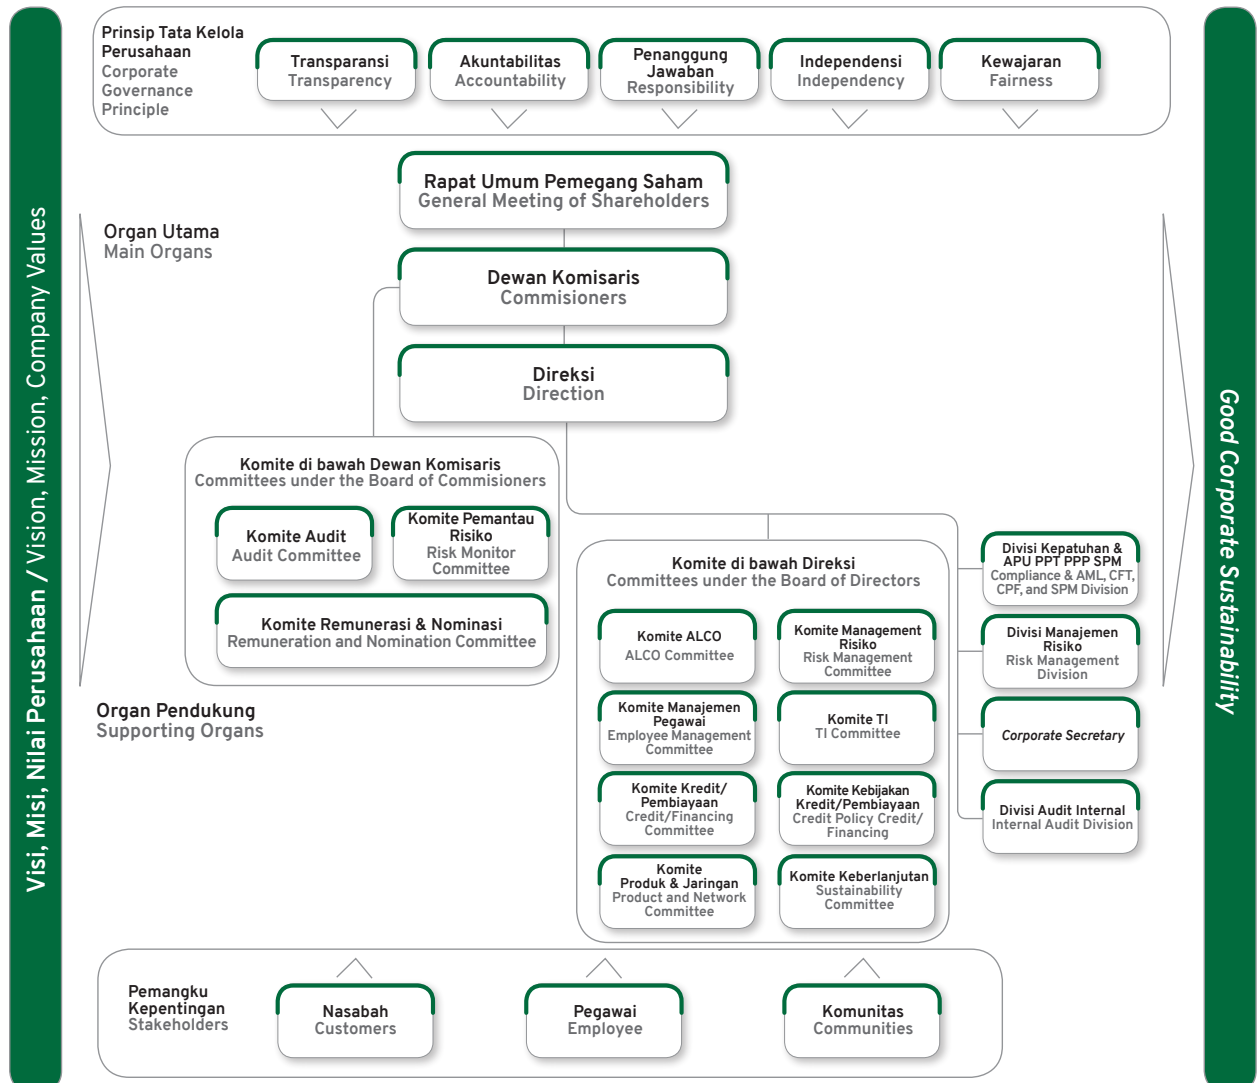 Visi, Misi, Nilai Perusahaan / Vision, Mission, Company Values
Prinsip Tata Kelola
Perusahaan
Corporate
Governance
Principle
Transparansi
Transparency
Akuntabilitas
Accountability
Penanggung
Jawaban
Responsibility
Independensi
Independency
Kewajaran
Fairness
Rapat Umum Pemegang Saham
General Meeting of Shareholders
Organ Utama
Main Organs
Dewan Komisaris
Commisioners
Direksi
Direction
Komite di bawah Dewan Komisaris
Committees under the Board of Commisioners
Komite Audit
Audit Committee
Komite Pemantau
Risiko
Risk Monitor
Committee
Komite Remunerasi & Nominasi
Remuneration and Nomination Committee
Organ Pendukung
Supporting Organs
Komite di bawah Direksi
Committees under the Board of Directors
Komite ALCO
ALCO Committee
Komite Management
Risiko
Risk Management
Committee
Komite Manajemen
Pegawai
Employee Management
Committee
Komite TI
TI Committee
Komite Kredit/
Pembiayaan
Credit/Financing
Committee
Komite Kebijakan
Kredit/Pembiayaan
Credit Policy Credit/
Financing
Komite
Produk & Jaringan
Product and Network
Committee
Komite Keberlanjutan
Sustainability
Committee
Divisi Kepatuhan &
APU PPT PPP SPM
Compliance & AML, CFT,
CPF, and SPM Division
Divisi Manajemen
Risiko
Risk Management
Division
Corporate Secretary
Divisi Audit Internal
Internal Audit Division
Pemangku
Kepentingan
Stakeholders
Nasabah
Customers
Pegawai
Employee
Komunitas
Communities
Good Corporate Sustainability